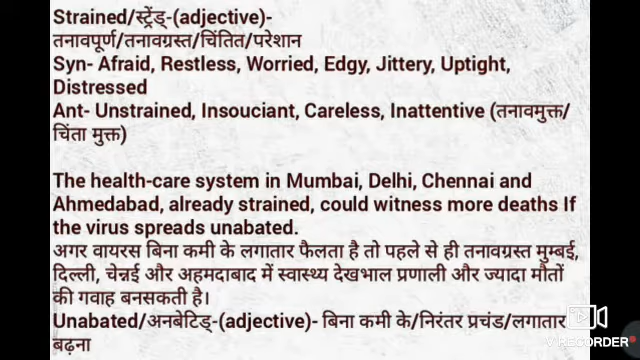 Strained/स्ट्रेंड्-(adjective)-
तनावपूर्ण/तनावग्रस्त/चिंतित/परेशान
Syn- Afraid, Restless, Worried, Edgy, Jittery, Uptight,
Distressed
Ant- Unstrained, Insouciant, Careless, Inattentive (तनावमुक्त/
चिंता मुक्त)
The health-care system in Mumbai, Delhi, Chennai and
Ahmedabad, already strained, could witness more deaths If
the virus spreads unabated.
अगर वायरस बिना कमी के लगातार फैलता है तो पहले से ही तनावग्रस्त मुम्बई,
दिल्ली, चेन्नई और अहमदाबाद में स्वास्थ्य देखभाल प्रणाली और ज्यादा मौतों
की गवाह बनसकती है।
Unabated/अनबेटिड्-(adjective)- बिना कमी के/निरंतर प्रचंड/लगातार
बढ़ना
RECORDER